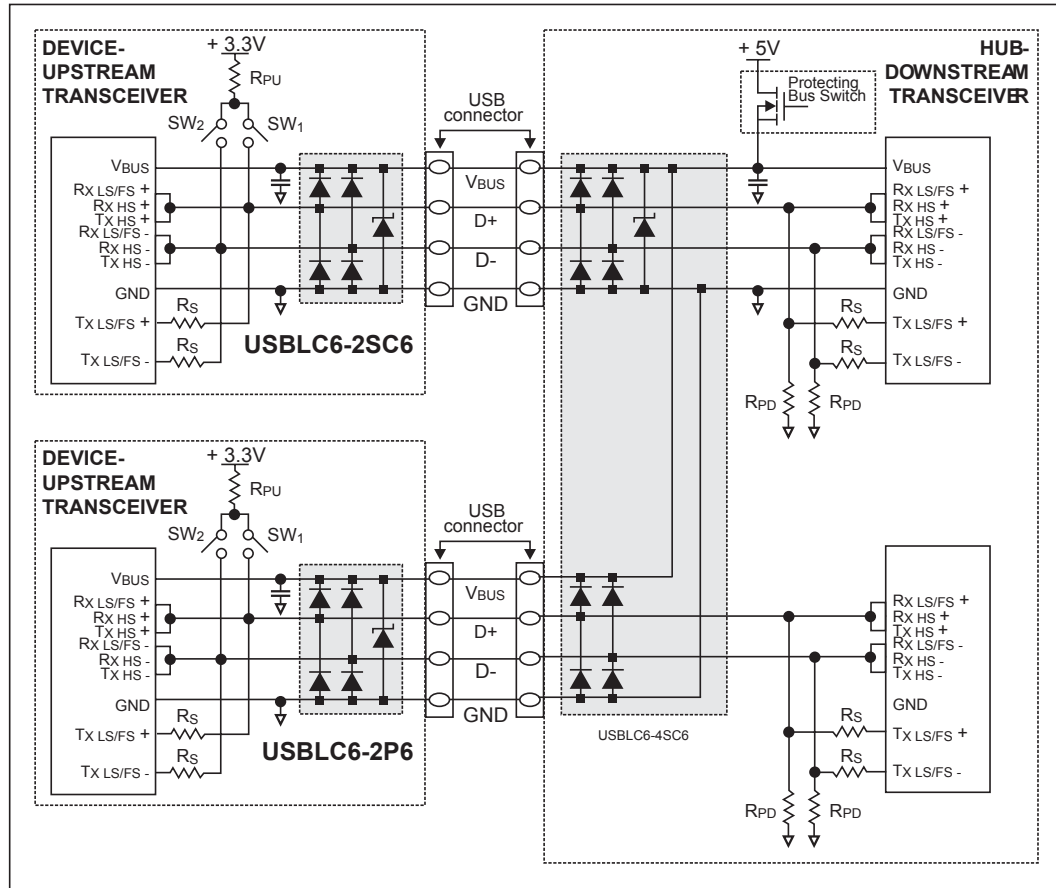 DEVICE-
UPSTREAM
TRANSCEIVER
+ 3.3V
RPU
SW2
SW1
VBUS
RX LS/FS +
RX HS +
TX HS +
RX LS/FS -
RX HS -
TX HS -
GND
TX LS/FS +
TX LS/FS -
RS
RS
USBLC6-2SC6
USB
connector
VBUS
D+
D-
GND
+ 5V
Protecting
Bus Switch
HUB-
DOWNSTREAM
TRANSCEIVER
VBUS
RX LS/FS +
RX HS +
TX HS +
RX LS/FS -
RX HS -
TX HS -
GND
TX LS/FS +
TX LS/FS -
RS
RS
RPD
RPD
DEVICE-
UPSTREAM
TRANSCEIVER
+ 3.3V
RPU
SW2
SW1
VBUS
RX LS/FS +
RX HS +
TX HS +
RX LS/FS -
RX HS -
TX HS -
GND
TX LS/FS +
TX LS/FS -
RS
RS
USBLC6-2P6
USB
connector
VBUS
D+
D-
GND
USBLC6-4SC6
RX LS/FS +
RX HS +
TX HS +
RX LS/FS -
RX HS -
TX HS -
GND
TX LS/FS +
TX LS/FS -
RS
RS
RPD
RPD